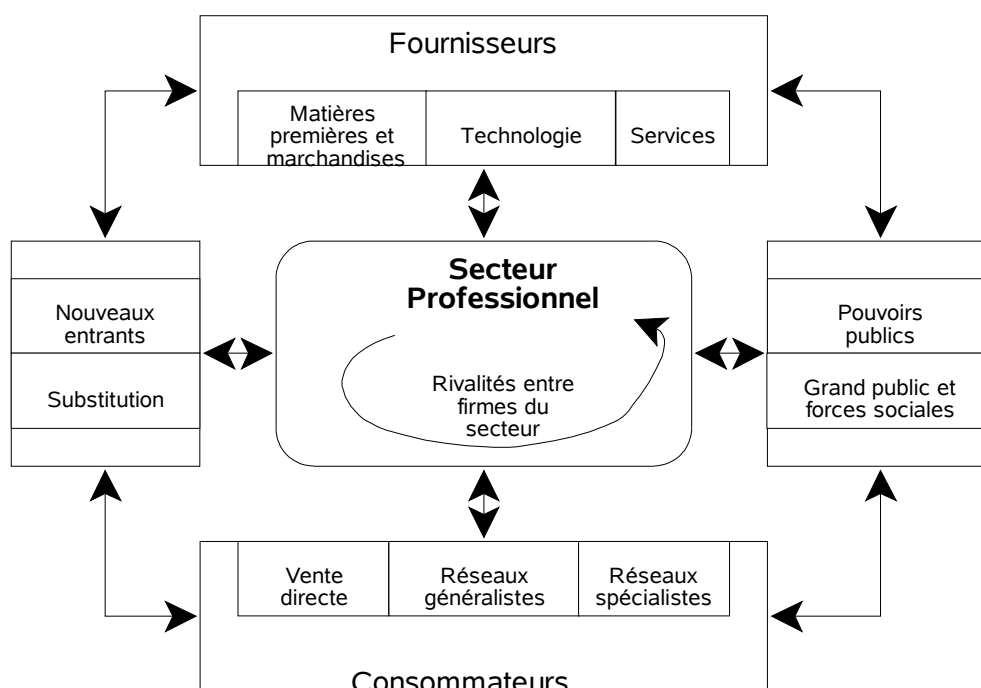 Fournisseurs
Matières
premières et
marchandises
Technologie
Services
Secteur
Professionnel
Nouveaux
entrants
Substitution
Rivalités entre
firmes du
secteur
Pouvoirs
publics
Grand public et
forces sociales
Vente
directe
Réseaux
généralistes
Réseaux
spécialistes
Consommateurs